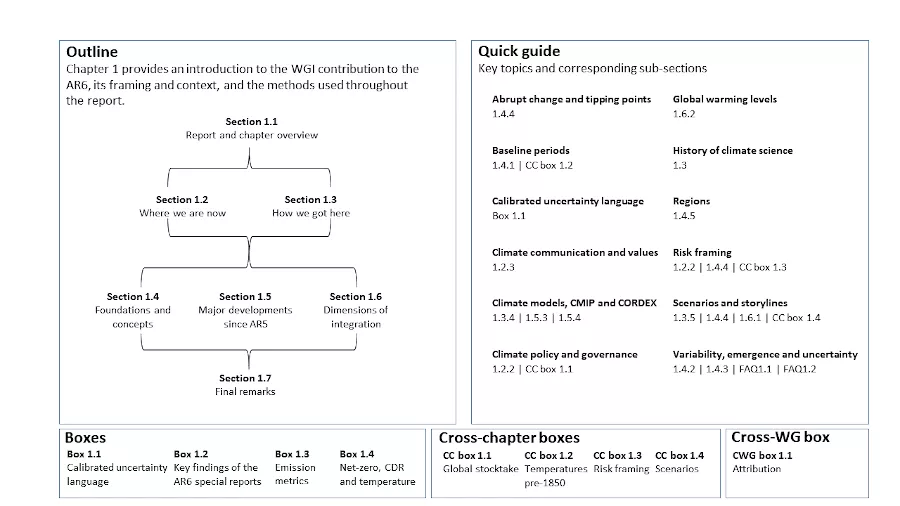 Outline
Chapter 1 provides an introduction to the WGI contribution to the
AR6, its framing and context, and the methods used throughout
the report.
Section 1.1
Report and chapter overview
Section 1.2
Where we are now
Section 1.3
How we got here
Section 1.4
Foundations and
concepts
Section 1.5
Major developments
since AR5
Section 1.6
Dimensions of
integration
Section 1.7
Final remarks
Quick guide
Key topics and corresponding sub-sections
Abrupt change and tipping points
1.4.4
Global warming levels
1.6.2
Baseline periods
1.4.1 | CC box 1.2
History of climate science
1.3
Calibrated uncertainty language
Box 1.1
Regions
1.4.5
Climate communication and values
1.2.3
Risk framing
1.2.2 | 1.4.4 | CC box 1.3
Climate models, CMIP and CORDEX
1.3.4 | 1.5.3 | 1.5.4
Scenarios and storylines
1.3.5 | 1.4.4 | 1.6.1 | CC box 1.4
Climate policy and governance
1.2.2 | CC box 1.1
Variability, emergence and uncertainty
1.4.2 | 1.4.3 | FAQ1.1 | FAQ1.2
Boxes
Box 1.1
Calibrated uncertainty
language
Box 1.2
Key findings of the
AR6 special reports
Box 1.3
Emission
metrics
Box 1.4
Net-zero, CDR
and temperature
Cross-chapter boxes
CC box 1.1
Global stocktake
CC box 1.2
Temperatures
pre-1850
CC box 1.3
Risk framing
CC box 1.4
Scenarios
Cross-WG box
CWG box 1.1
Attribution